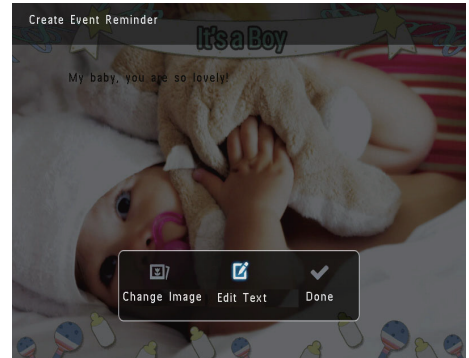 Create Event Reminder
It's a Boy
My baby, you are so lovely!
Change Image
Edit Text
Done